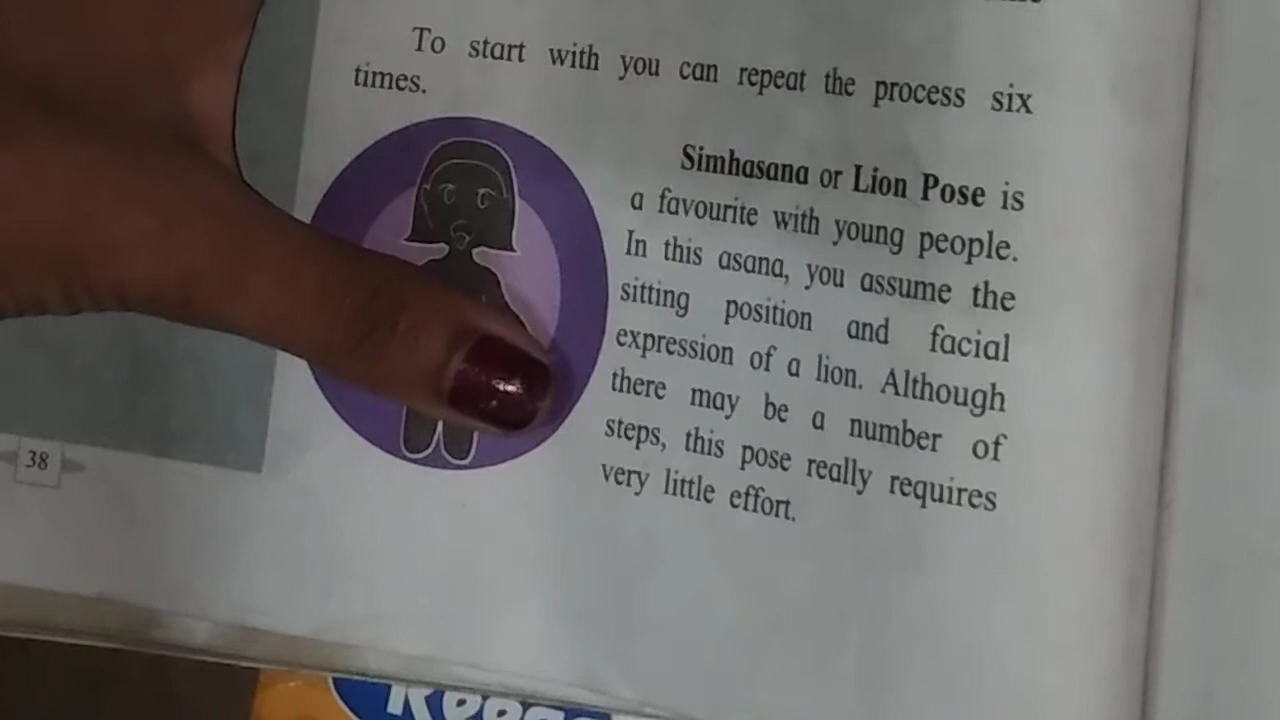 To start with you can repeat the process six
times.
Simhasana or Lion Pose is
a favourite with young people.
In this asana, you assume the
sitting position and facial
expression of a lion. Although
there may be a number of
steps, this pose really requires
very little effort.
38